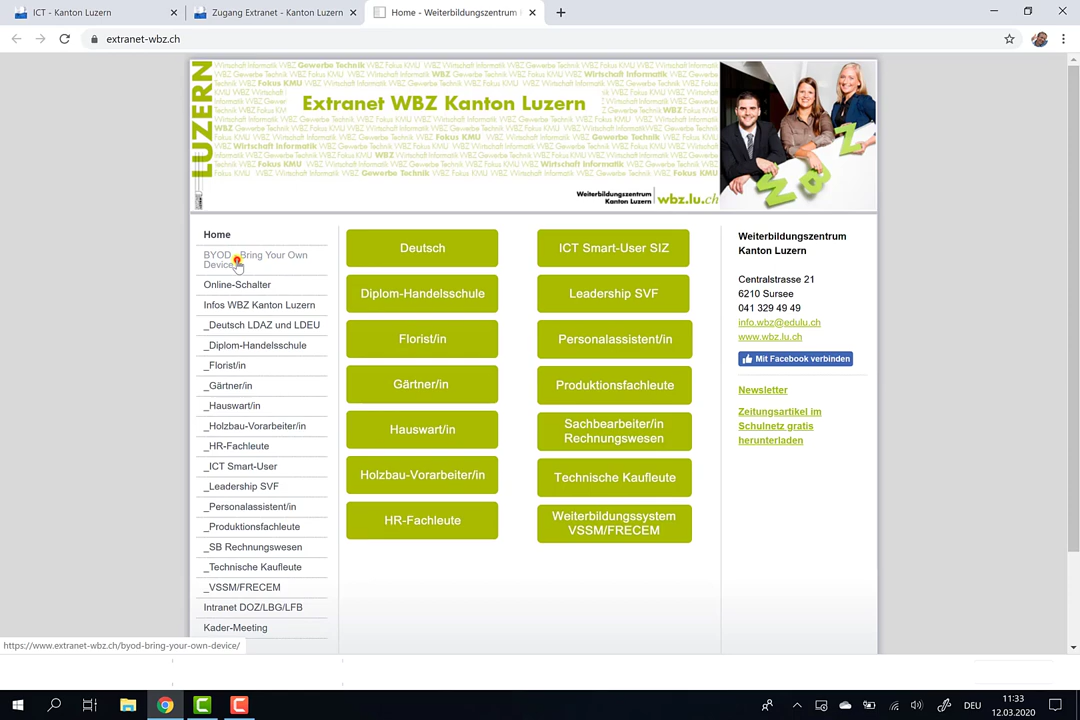 ICT - Kanton Luzern
Zugang Extranet - Kanton Luzern
Home - Weiterbildungszentrum
extranet-wbz.ch
LUZERN
Extranet WBZ Kanton Luzern
Weiterbildungszentrum
Kanton Luzern
wbz.lu.ch
Home
BYOD - Bring Your Own
Device
Online-Schalter
Infos WBZ Kanton Luzern
_Deutsch LDAZ und LDEU
_Diplom-Handelsschule
_Florist/in
_Gärtner/in
_Hauswart/in
_Holzbau-Vorarbeiter/in
_HR-Fachleute
_ICT Smart-User
_Leadership SVF
_Personalassistent/in
_Produktionsfachleute
_SB Rechnungswesen
_Technische Kaufleute
_VSSM/FRECEM
Intranet DOZ/LBG/LFB
Kader-Meeting
Deutsch
Diplom-Handelsschule
Florist/in
Gärtner/in
Hauswart/in
Holzbau-Vorarbeiter/in
HR-Fachleute
ICT Smart-User SIZ
Leadership SVF
Personalassistent/in
Produktionsfachleute
Sachbearbeiter/in
Rechnungswesen
Technische Kaufleute
Weiterbildungssystem
VSSM/FRECEM
Weiterbildungszentrum
Kanton Luzern
Centralstrasse 21
6210 Sursee
041 329 49 49
info.wbz@edulu.ch
www.wbz.lu.ch
Mit Facebook verbinden
Newsletter
Zeitungsartikel im
Schulnetz gratis
herunterladen
https://www.extranet-wbz.ch/byod-bring-your-own-device/
DEU
11:33
12.03.2020